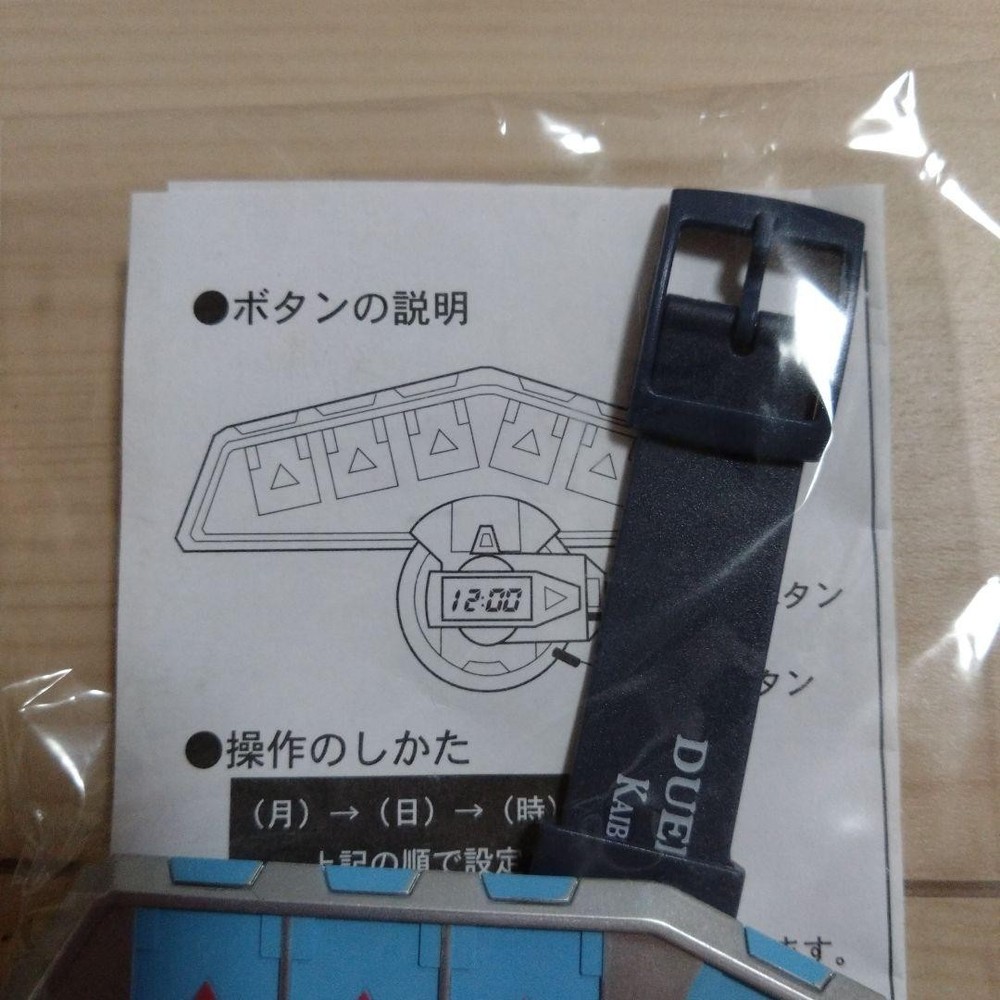 ●ボタンの説明
12:00
タン
タン
●操作のしかた
（月）→（日）→（時）
上記の順で設定
ます。
DUEL
KAIB